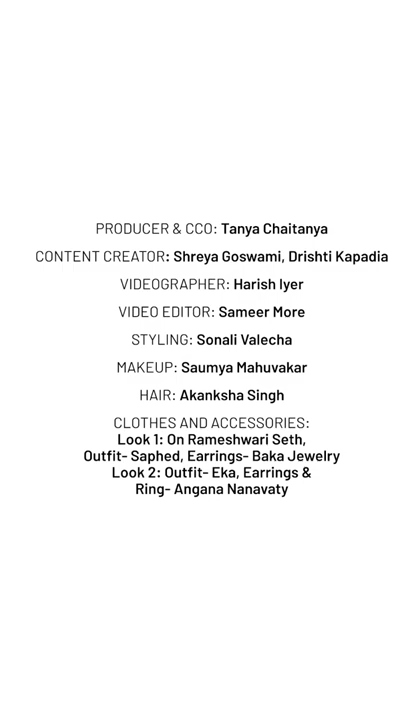 PRODUCER & CCO: Tanya Chaitanya
CONTENT CREATOR: Shreya Goswami, Drishti Kapadia
VIDEOGRAPHER: Harish Iyer
VIDEO EDITOR: Sameer More
STYLING: Sonali Valecha
MAKEUP: Saumya Mahuvakar
HAIR: Akanksha Singh
CLOTHES AND ACCESSORIES:
Look 1: On Rameshwari Seth,
Outfit- Saphed, Earrings- Baka Jewelry
Look 2: Outfit- Eka, Earrings &
Ring- Angana Nanavaty